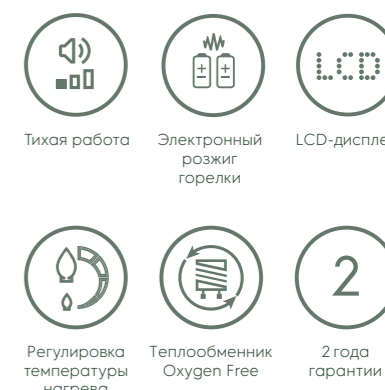 LCD
Тихая работа
Электронный
розжиг
горелки
LCD-диспле
2
Регулировка
температуры
нагрева
Теплообменник
Oxygen Free
2 года
гарантии